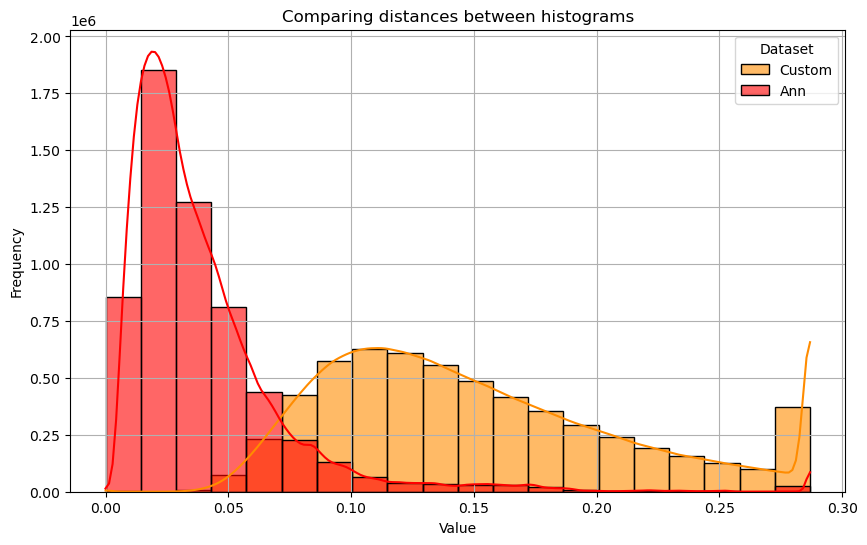 Comparing distances between histograms
1e6
Dataset
Custom
Ann
Frequency
2.00
1.75
1.50
1.25
1.00
0.75
0.50
0.25
0.00
0.00 0.05 0.10 0.15 0.20 0.25 0.30
Value